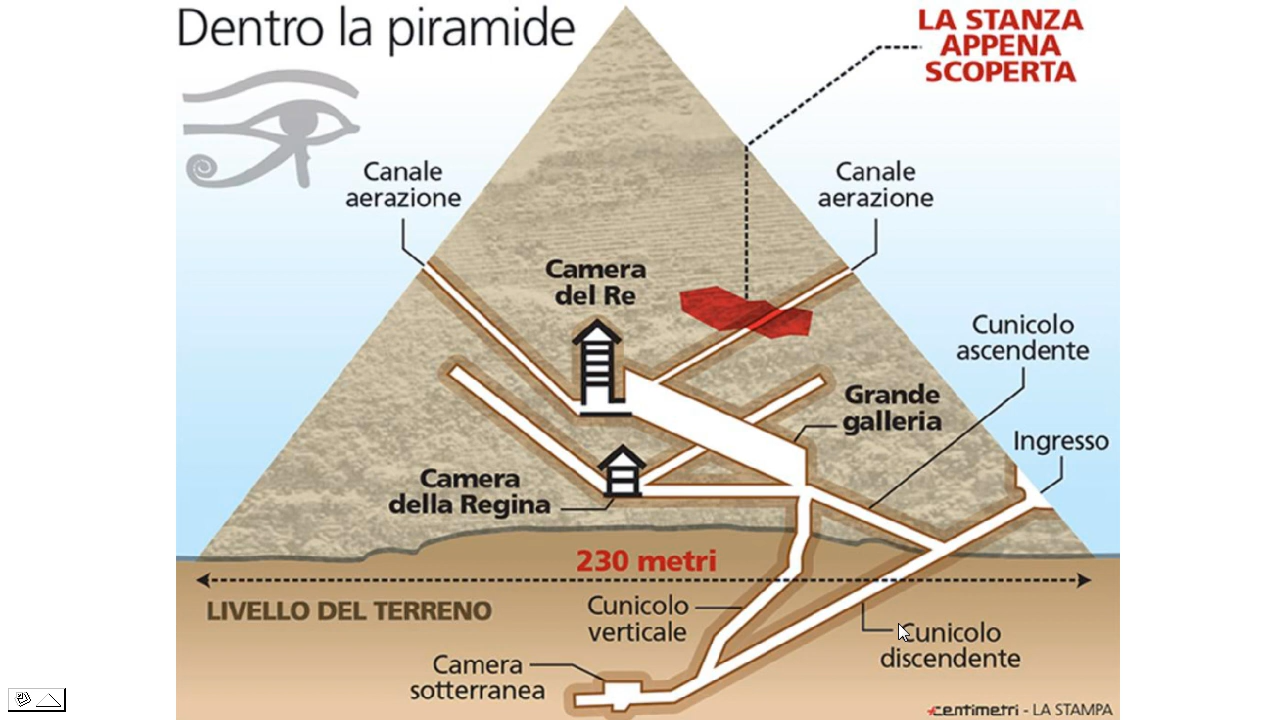 Dentro la piramide
LA STANZA
APPENA
SCOPERTA
Canale
aerazione
Canale
aerazione
Camera
del Re
Cunicolo
ascendente
Grande
galleria
Ingresso
Camera
della Regina
230 metri
LIVELLO DEL TERRENO
Cunicolo
verticale
Cunicolo
discendente
Camera
sotterranea
centimetri - LA STAMPA